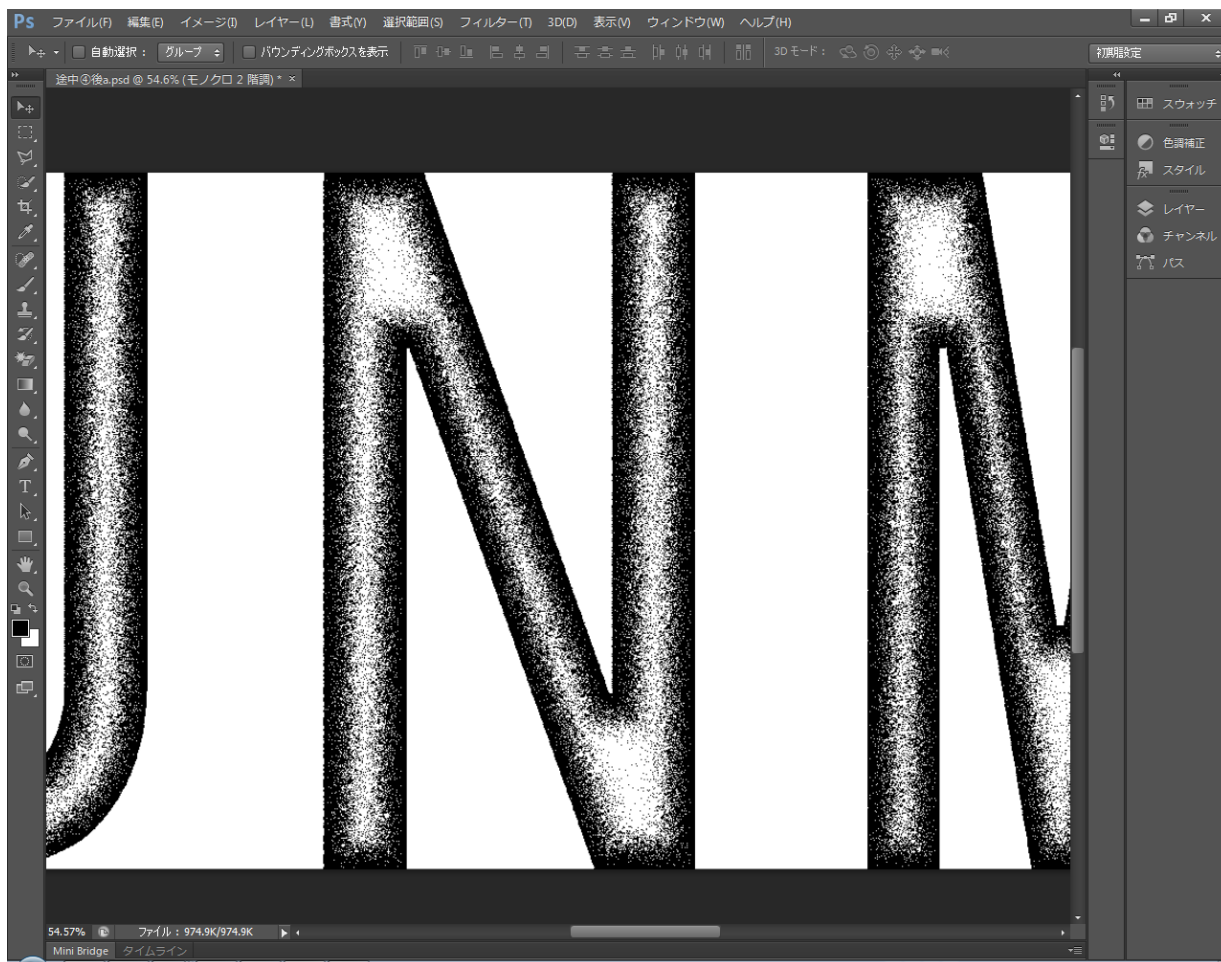 Ps ファイル(F) 編集(E) イメージ(I) レイヤー(L) 書式(Y) 選択範囲(S) フィルター(T) 3D(D) 表示(V) ウィンドウ(W) ヘルプ(H)
自動選択： グループ バウンディングボックスを表示 3D モード： 初期設定
途中④後a.psd @ 54.6% (モノクロ 2 階調) * ×
スウォッチ
色調補正
スタイル
レイヤー
チャンネル
パス
UNM
54.57% ファイル : 974.9K/974.9K
Mini Bridge タイムライン